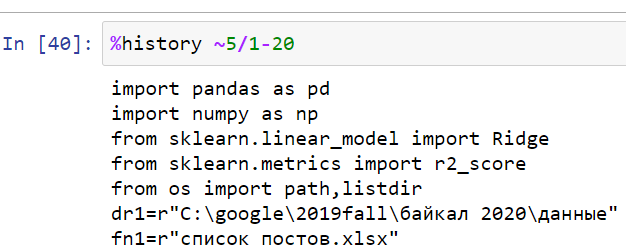 In [40]: %history ~5/1-20
import pandas as pd
import numpy as np
from sklearn.linear_model import Ridge
from sklearn.metrics import r2_score
from os import path,listdir
dr1=r"C:\google\2019fall\байкал 2020\данные"
fn1=r"список постов.xlsx"